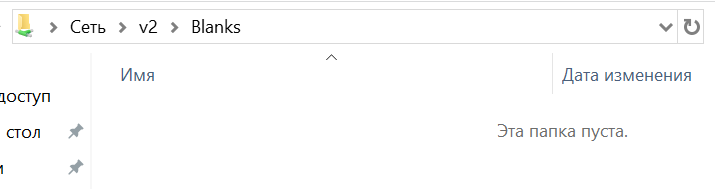 Сеть > v2 > Blanks
Имя Дата изменения
доступ
Эта папка пуста.
стол
и